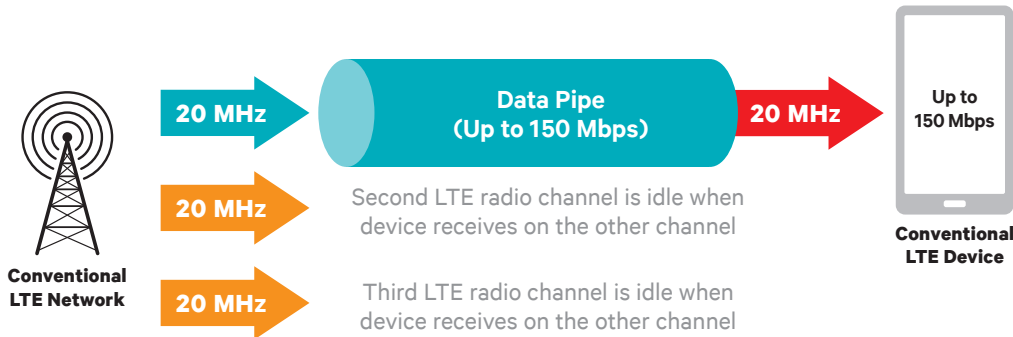 20 MHz
Data Pipe
(Up to 150 Mbps)
20 MHz
Up to
150 Mbps
20 MHz
Second LTE radio channel is idle when
device receives on the other channel
Conventional
LTE Device
Conventional
LTE Network
20 MHz
Third LTE radio channel is idle when
device receives on the other channel